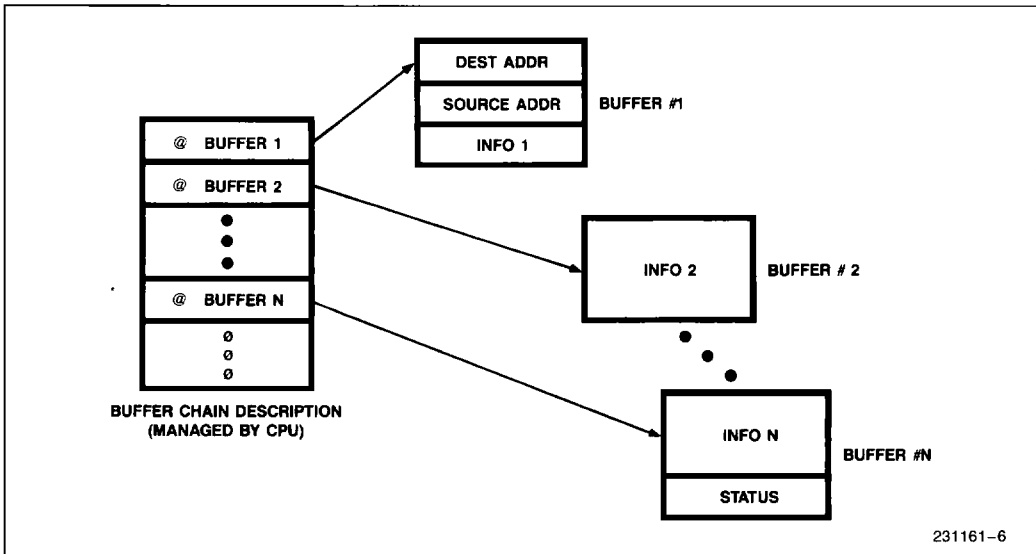 DEST ADDR
SOURCE ADDR
INFO 1
BUFFER #1
@ BUFFER 1
@ BUFFER 2
@ BUFFER N
Ø
Ø
Ø
BUFFER CHAIN DESCRIPTION
(MANAGED BY CPU)
INFO 2
BUFFER # 2
INFO N
BUFFER #N
STATUS
231161–6